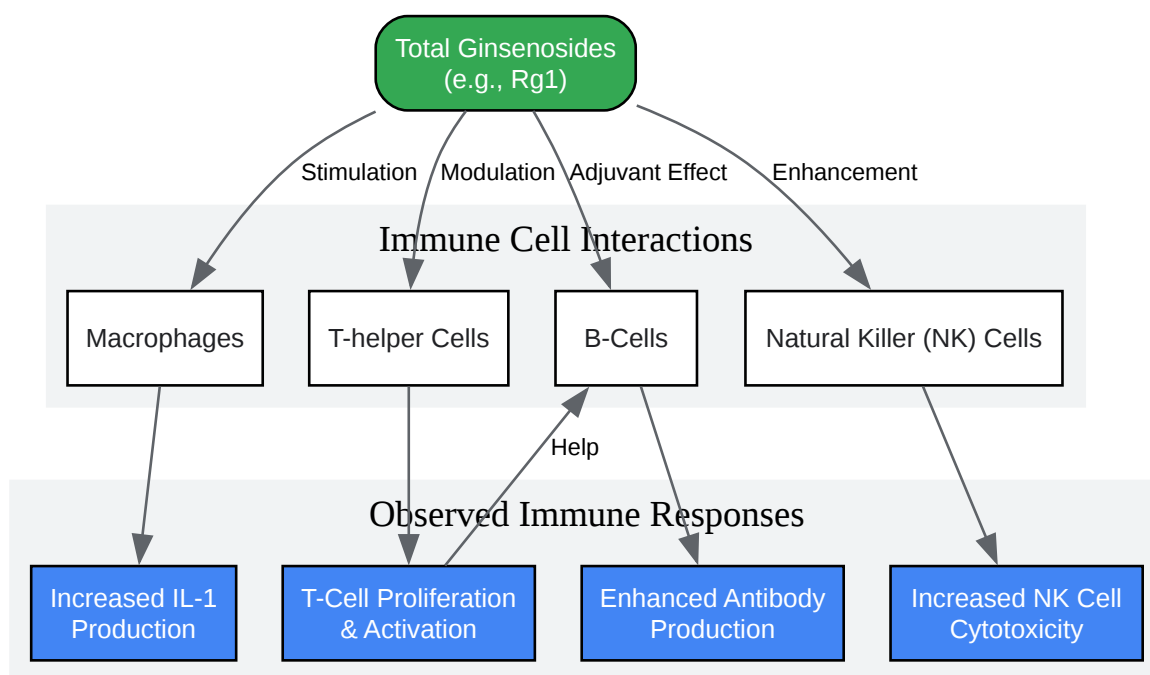 Total Ginsenosides
(e.g., Rg1)
Stimulation
Modulation
Adjuvant Effect
Enhancement
Immune Cell Interactions
Macrophages
T-helper Cells
B-Cells
Natural Killer (NK) Cells
Help
Observed Immune Responses
Increased IL-1
Production
T-Cell Proliferation
& Activation
Enhanced Antibody
Production
Increased NK Cell
Cytotoxicity